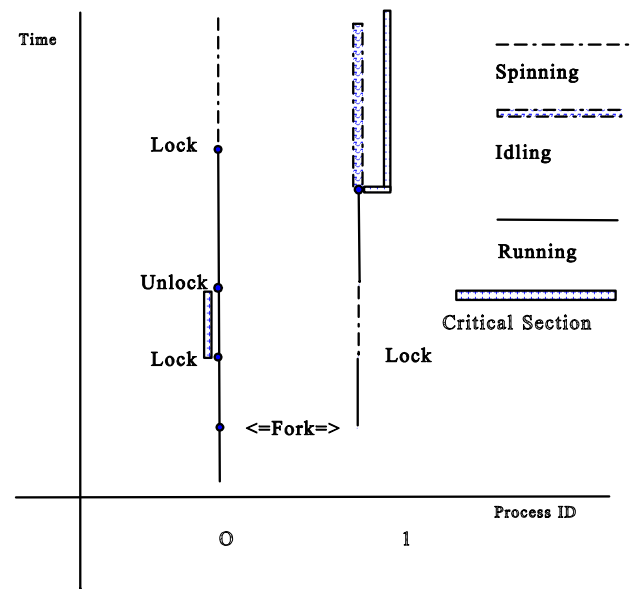 Time
Spinning
Lock
Idling
Running
Unlock
Critical Section
Lock
Lock
<=Fork=>
Process ID
0
1